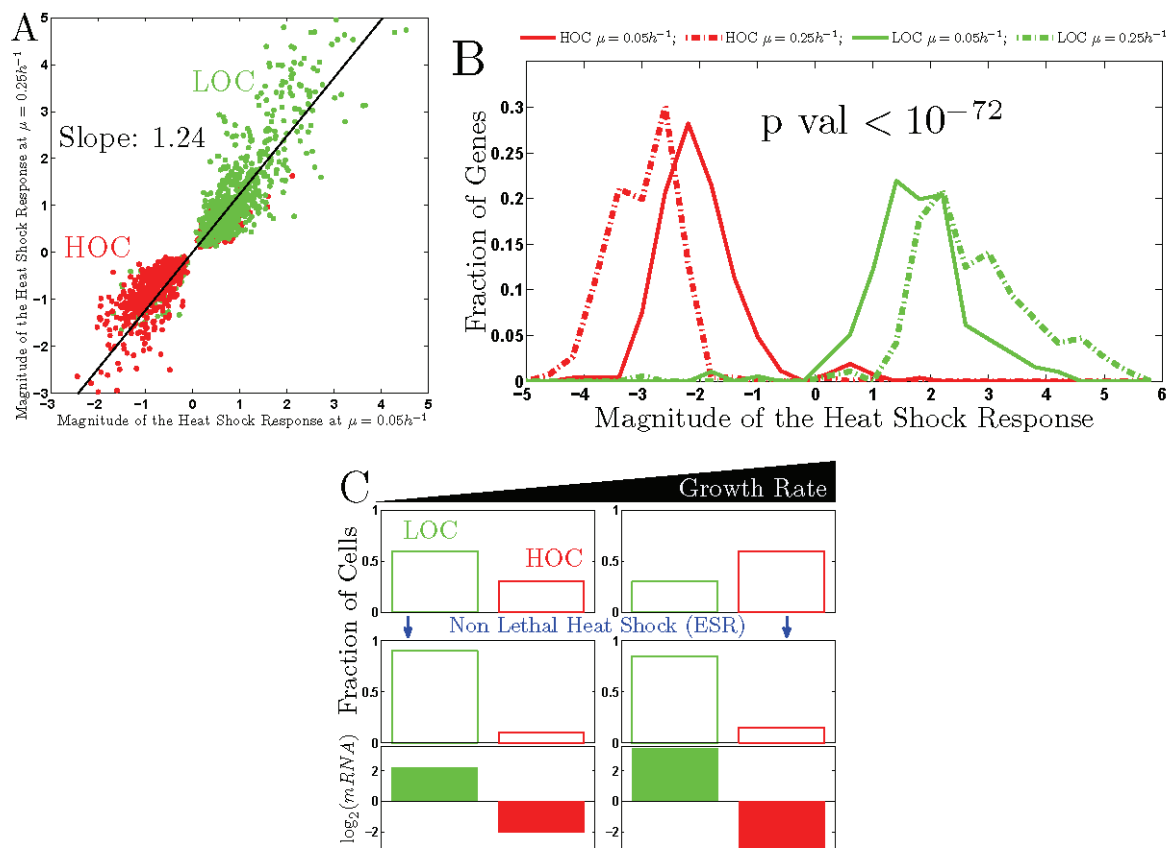 A
Magnitude of the Heat Shock Response at μ = 0.25h⁻¹
5
4
3
2
1
0
−1
−2
−3
LOC
Slope: 1.24
HOC
−3 −2 −1 0 1 2 3 4 5
Magnitude of the Heat Shock Response at μ = 0.05h⁻¹
HOC μ = 0.05h⁻¹; HOC μ = 0.25h⁻¹; LOC μ = 0.05h⁻¹; LOC μ = 0.25h⁻¹
B
p val < 10⁻⁷²
Fraction of Genes
0.3
0.25
0.2
0.15
0.1
0.05
0
−5 −4 −3 −2 −1 0 1 2 3 4 5 6
Magnitude of the Heat Shock Response
C
Growth Rate
Fraction of Cells
1
0.5
0
LOC
HOC
1
0.5
0
Non Lethal Heat Shock (ESR)
Fraction of Cells
1
0.5
0
1
0.5
0
log₂(mRNA)
2
0
−2
2
0
−2